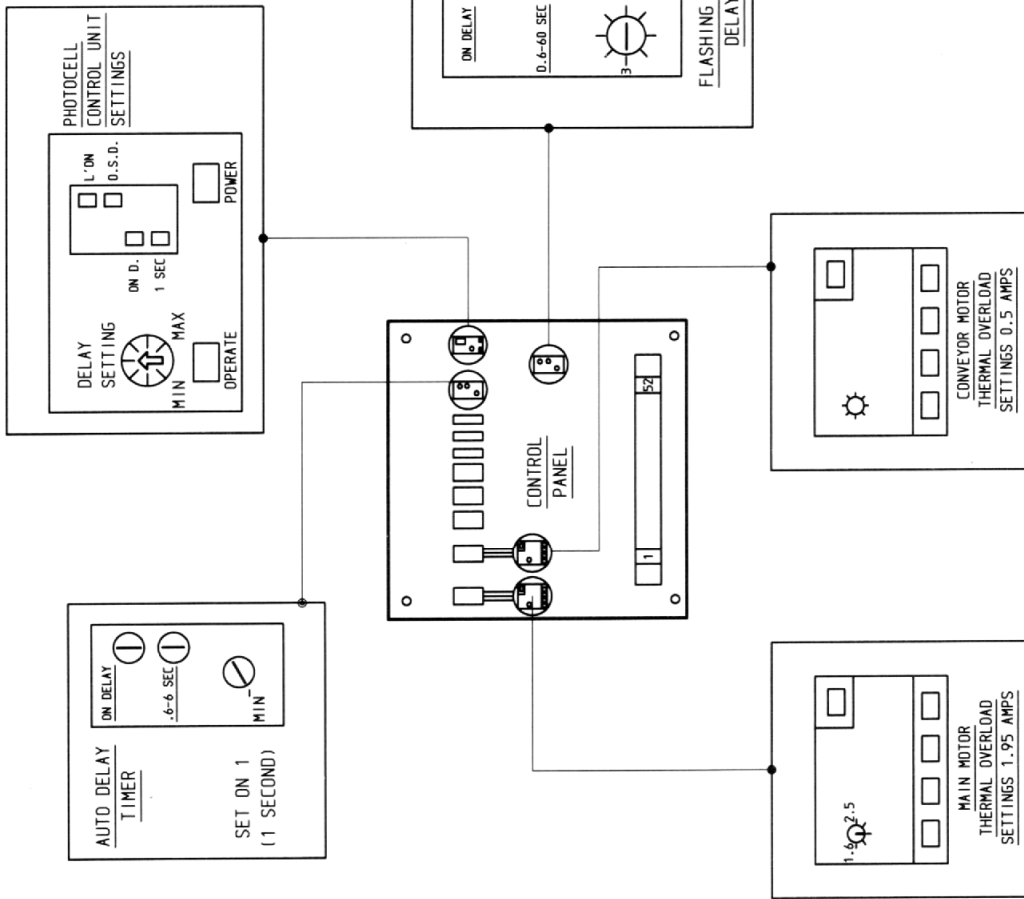 PHOTOCELL
CONTROL UNIT
SETTINGS
L'ON
O.S.D.
ON D.
1 SEC
POWER
DELAY
SETTING
MIN
MAX
OPERATE
ON DELAY
0.6-60 SEC
3
FLASHING
DELAY
AUTO DELAY
TIMER
ON DELAY
.6-6 SEC
MIN
SET ON 1
(1 SECOND)
CONTROL
PANEL
1
52
CONVEYOR MOTOR
THERMAL OVERLOAD
SETTINGS 0.5 AMPS
1.6
2.5
MAIN MOTOR
THERMAL OVERLOAD
SETTINGS 1.95 AMPS